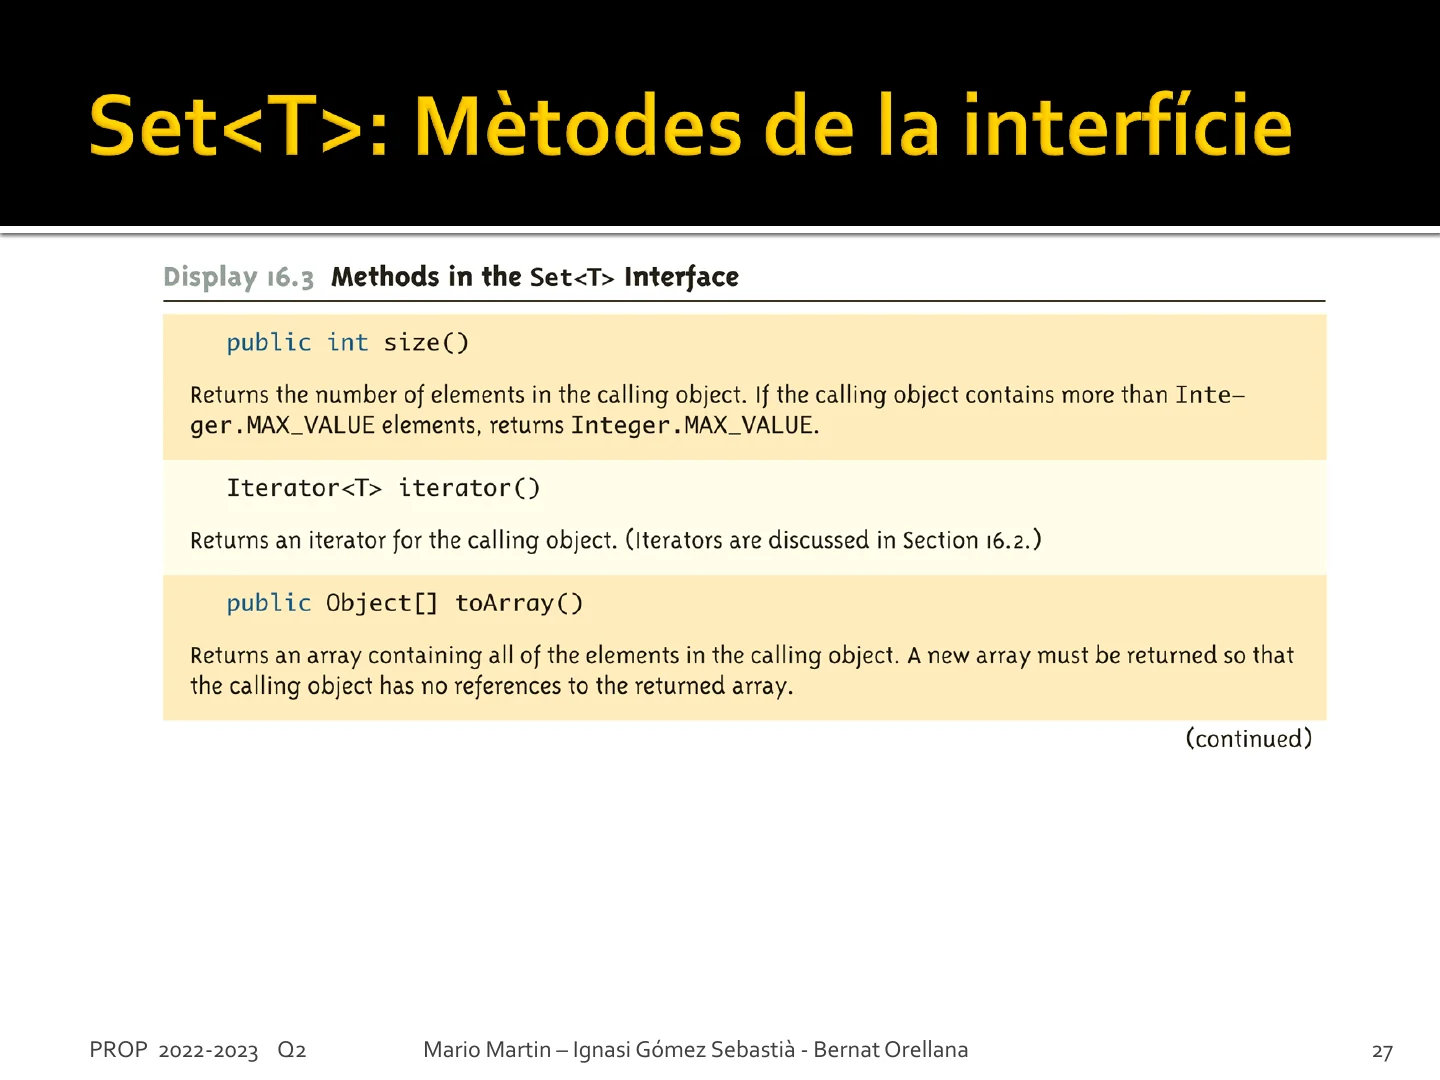 Set<T>: Mètodes de la interfície
Display 16.3 Methods in the Set<T> Interface
public int size()
Returns the number of elements in the calling object. If the calling object contains more than Inte-
ger.MAX_VALUE elements, returns Integer.MAX_VALUE.
Iterator<T> iterator()
Returns an iterator for the calling object. (Iterators are discussed in Section 16.2.)
public Object[] toArray()
Returns an array containing all of the elements in the calling object. A new array must be returned so that
the calling object has no references to the returned array.
(continued)
PROP 2022-2023 Q2 Mario Martin – Ignasi Gómez Sebastià - Bernat Orellana 27